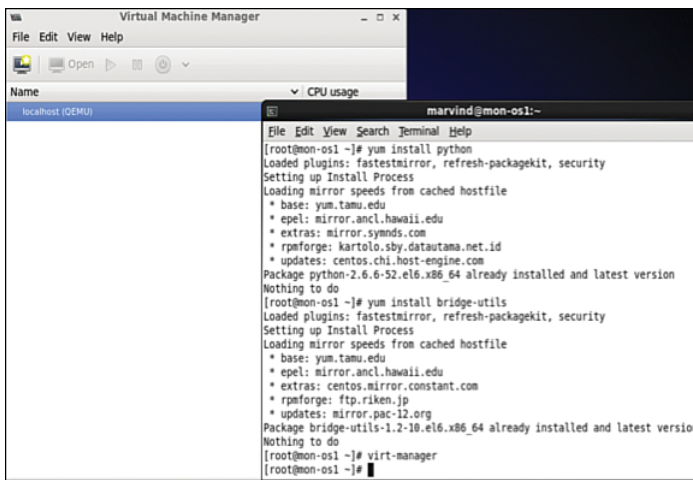 Virtual Machine Manager
File Edit View Help
Open
Name
CPU usage
localhost (QEMU)
marvind@mon-os1:~
File Edit View Search Terminal Help
[root@mon-os1 ~]# yum install python
Loaded plugins: fastestmirror, refresh-packagekit, security
Setting up Install Process
Loading mirror speeds from cached hostfile
* base: yum.tamu.edu
* epel: mirror.ancl.hawaii.edu
* extras: mirror.symnds.com
* rpmforge: kartolo.sby.datautama.net.id
* updates: centos.chi.host-engine.com
Package python-2.6.6-52.el6.x86_64 already installed and latest version
Nothing to do
[root@mon-os1 ~]# yum install bridge-utils
Loaded plugins: fastestmirror, refresh-packagekit, security
Setting up Install Process
Loading mirror speeds from cached hostfile
* base: yum.tamu.edu
* epel: mirror.ancl.hawaii.edu
* extras: centos.mirror.constant.com
* rpmforge: ftp.riken.jp
* updates: mirror.pac-12.org
Package bridge-utils-1.2-10.el6.x86_64 already installed and latest versio
Nothing to do
[root@mon-os1 ~]# virt-manager
[root@mon-os1 ~]#